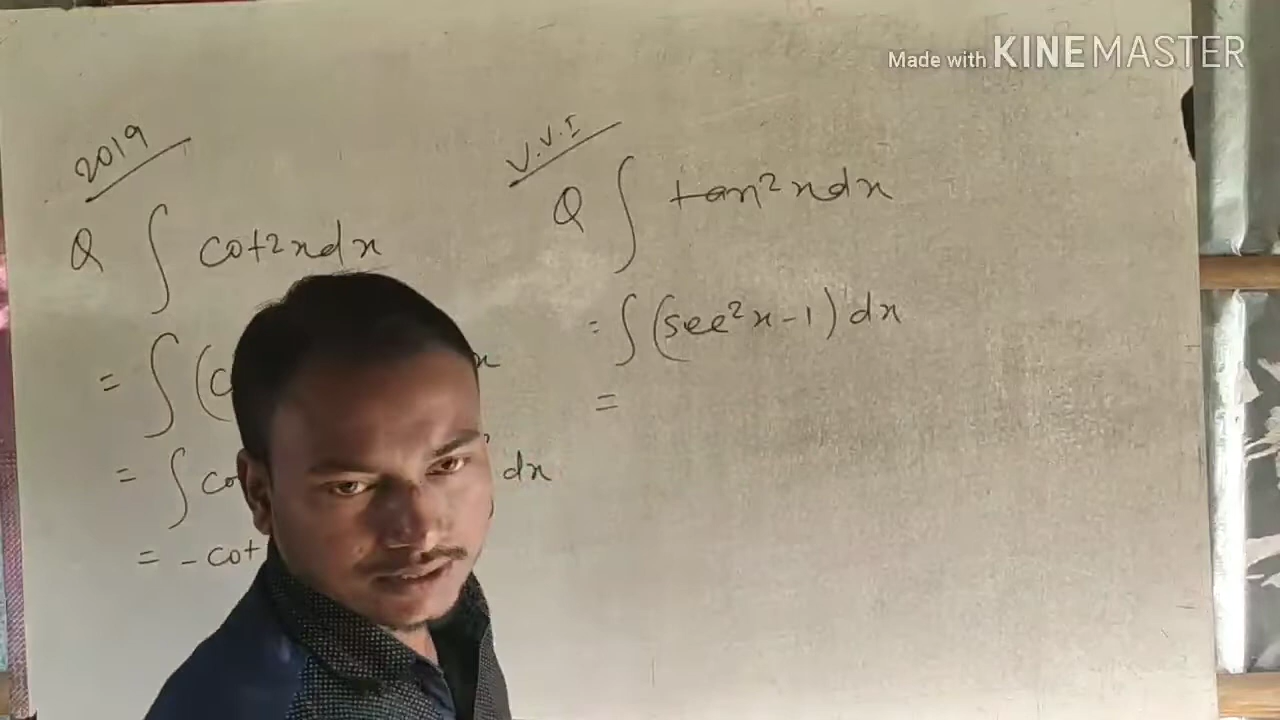 Made with KINEMASTER
2019
Q ∫ cot2xdx
= ∫ (c x
= ∫ co dx
= -cot
V.V.I
Q ∫ tan²xdx
= ∫ (sec²x-1) dx
=